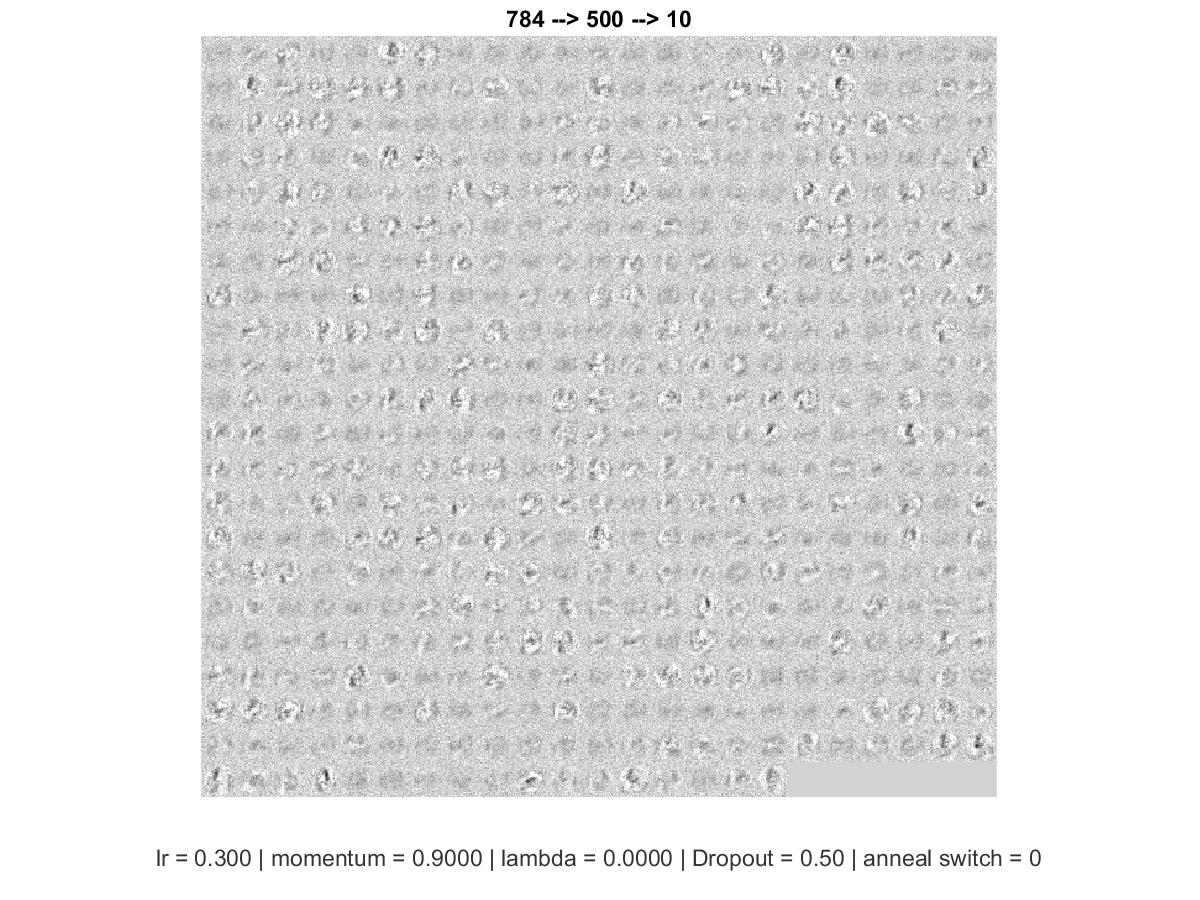 784 --> 500 --> 10
lr = 0.300 | momentum = 0.9000 | lambda = 0.0000 | Dropout = 0.50 | anneal switch = 0